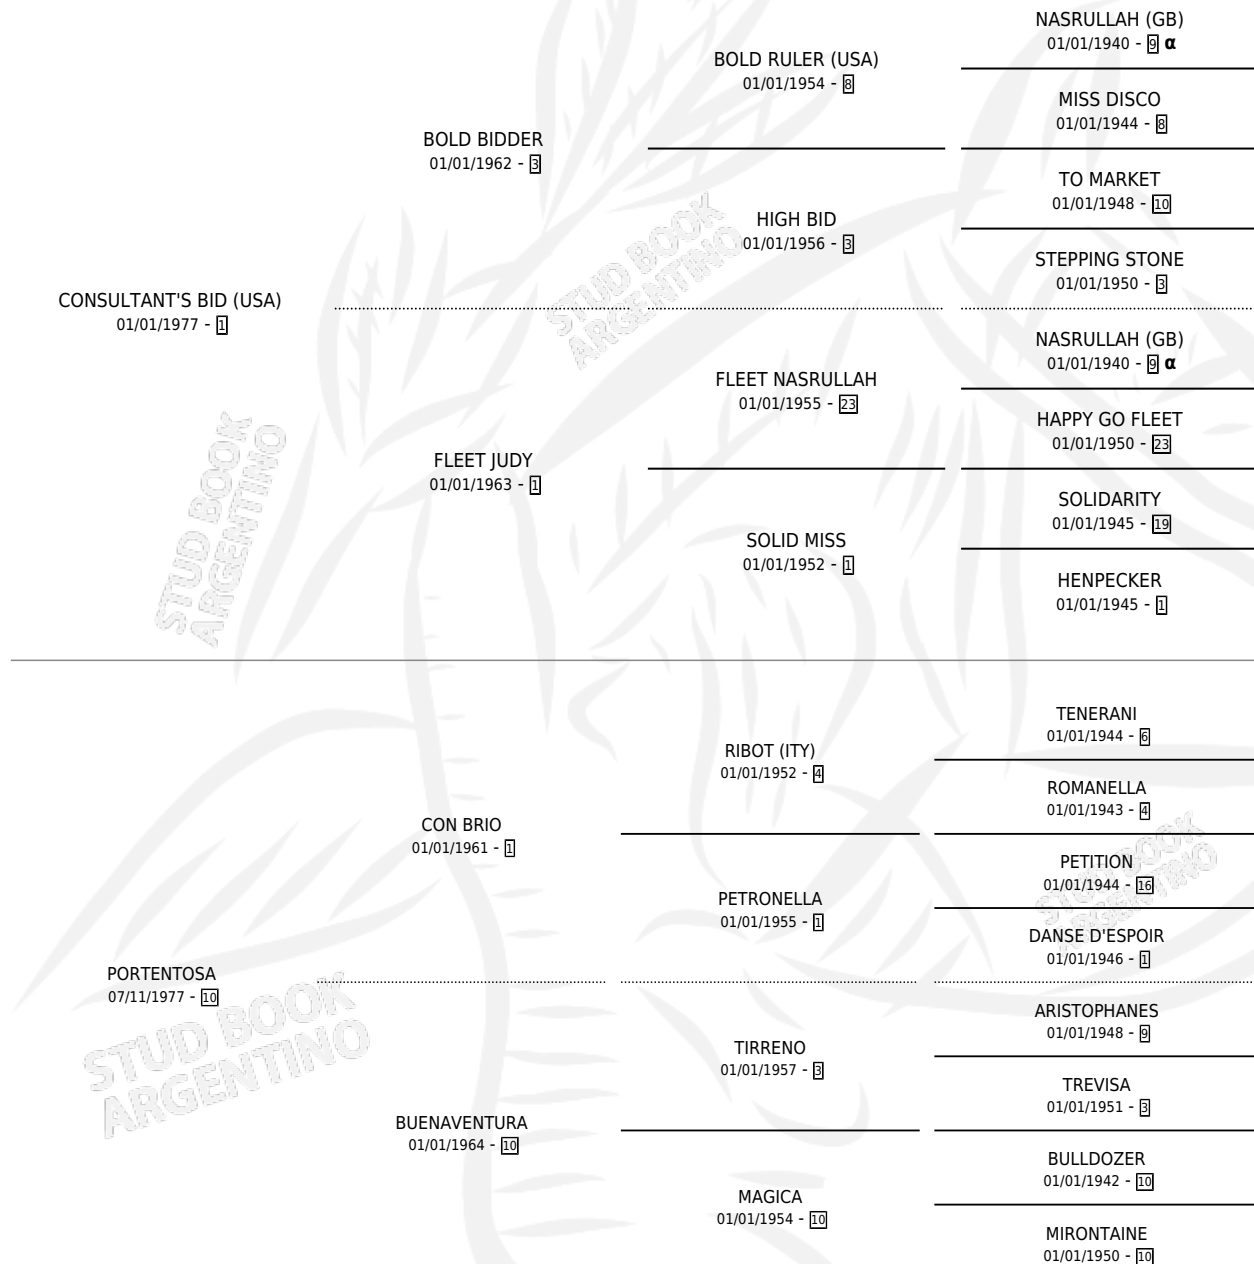 NASRULLAH (GB)
01/01/1940 - 9 α
BOLD RULER (USA)
01/01/1954 - 8
MISS DISCO
01/01/1944 - 8
BOLD BIDDER
01/01/1962 - 3
TO MARKET
01/01/1948 - 10
HIGH BID
01/01/1956 - 3
STEPPING STONE
01/01/1950 - 3
STUD BOOK
ARGENTINO
CONSULTANT'S BID (USA)
01/01/1977 - 1
NASRULLAH (GB)
01/01/1940 - 9 α
FLEET NASRULLAH
01/01/1955 - 23
HAPPY GO FLEET
01/01/1950 - 23
FLEET JUDY
01/01/1963 - 1
SOLIDARITY
01/01/1945 - 19
SOLID MISS
01/01/1952 - 1
HENPECKER
01/01/1945 - 1
STUD BOOK
ARGENTINO
TENERANI
01/01/1944 - 6
RIBOT (ITY)
01/01/1952 - 4
ROMANELLA
01/01/1943 - 4
CON BRIO
01/01/1961 - 1
PETITION
01/01/1944 - 16
PETRONELLA
01/01/1955 - 1
DANSE D'ESPOIR
01/01/1946 - 1
STUD BOOK
ARGENTINO
PORTENTOSA
07/11/1977 - 10
ARISTOPHANES
01/01/1948 - 9
TIRRENO
01/01/1957 - 3
TREVISA
01/01/1951 - 3
STUD BOOK
ARGENTINO
BUENAVENTURA
01/01/1964 - 10
BULLDOZER
01/01/1942 - 10
MAGICA
01/01/1954 - 10
MIRONTAINE
01/01/1950 - 10